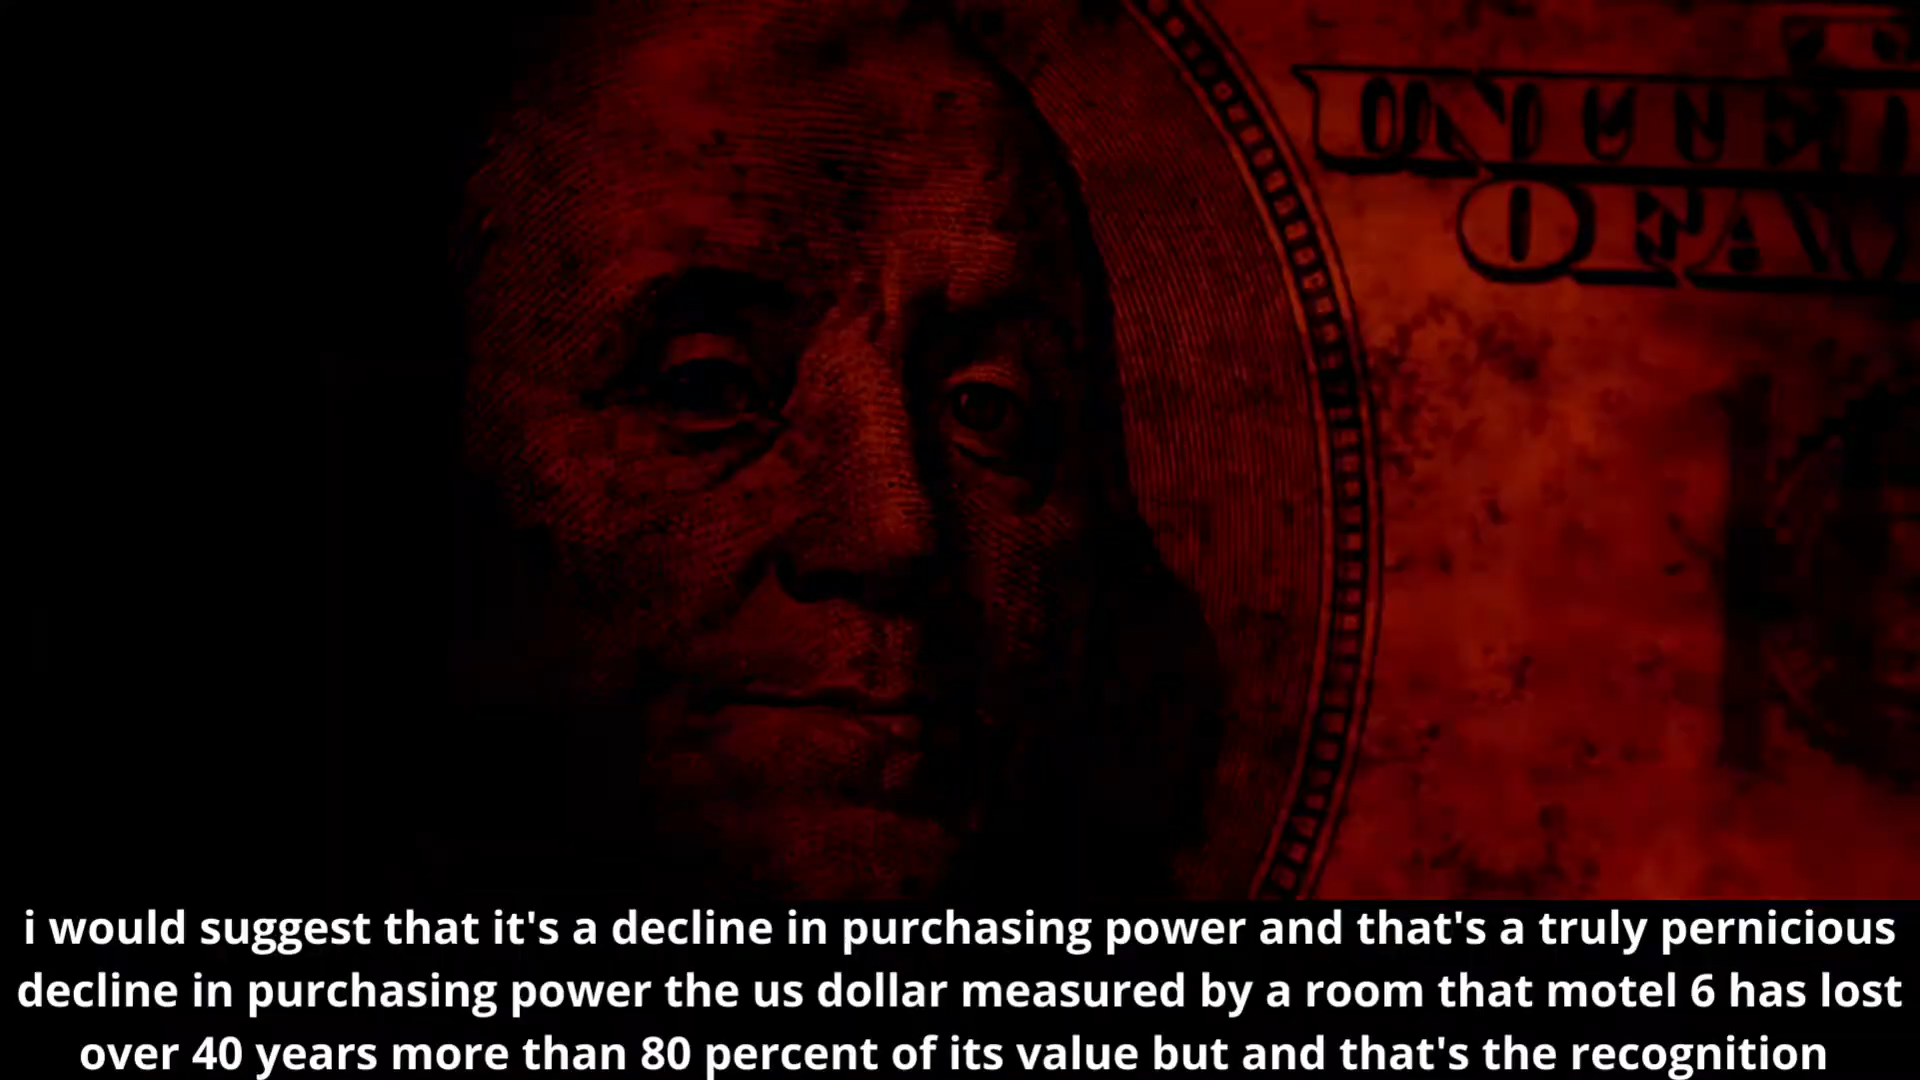 UNITED
OF A
i would suggest that it's a decline in purchasing power and that's a truly pernicious
decline in purchasing power the us dollar measured by a room that motel 6 has lost
over 40 years more than 80 percent of its value but and that's the recognition